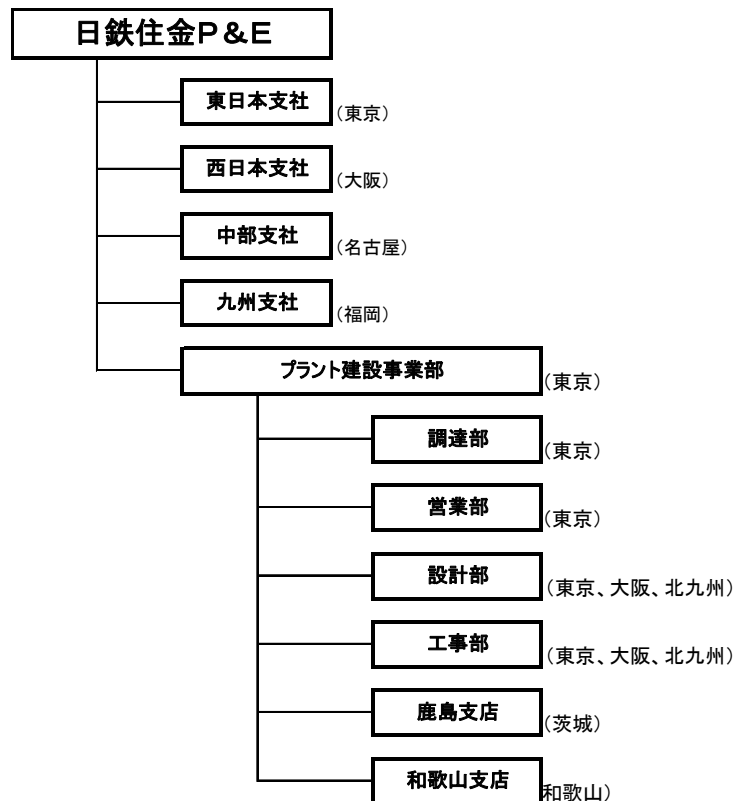 日鉄住金P&E
東日本支社
(東京)
西日本支社
(大阪)
中部支社
(名古屋)
九州支社
(福岡)
プラント建設事業部
(東京)
調達部
(東京)
営業部
(東京)
設計部
(東京、大阪、北九州)
工事部
(東京、大阪、北九州)
鹿島支店
(茨城)
和歌山支店
和歌山)